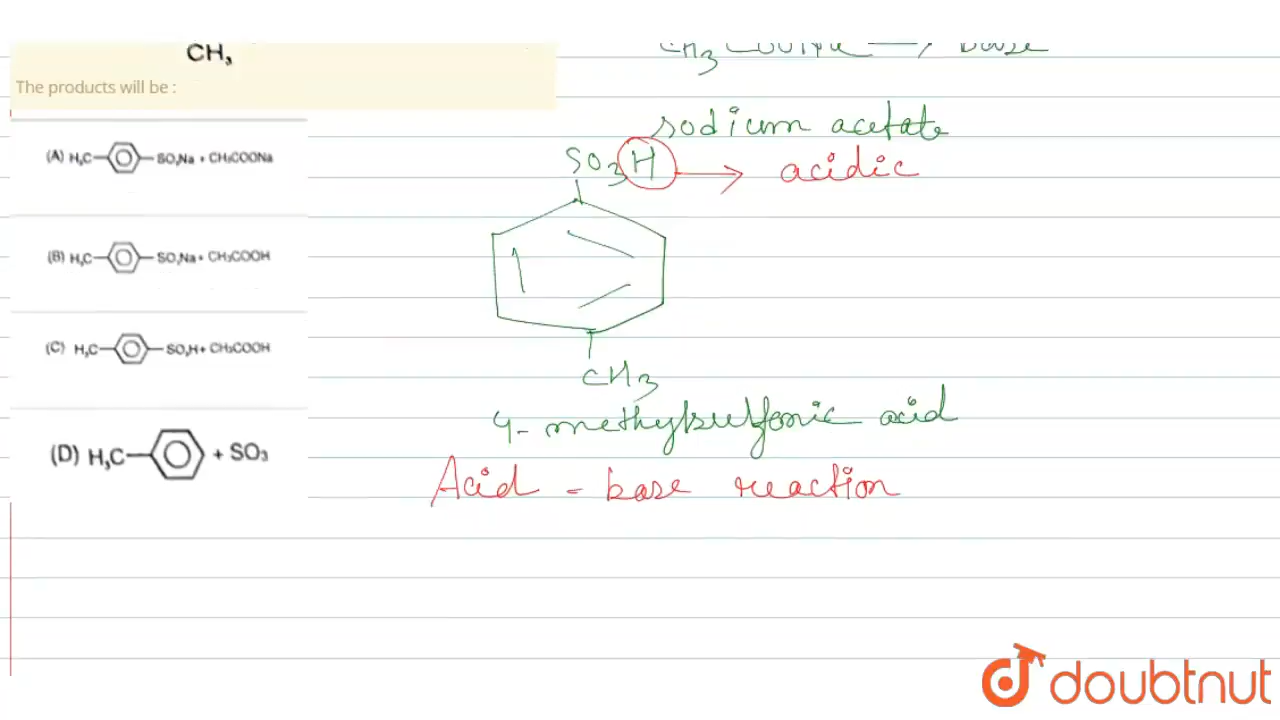 CH₃
The products will be :
sodium acetate
SO₃H → acidic
(A) H₃C SO₃Na + CH₃COONa
(B) H₃C SO₃Na + CH₃COOH
(C) H₃C SO₃H + CH₃COOH
CH3
4- methylsulfonic acid
(D) H₃C + SO₃
Acid - base reaction
doubtnut